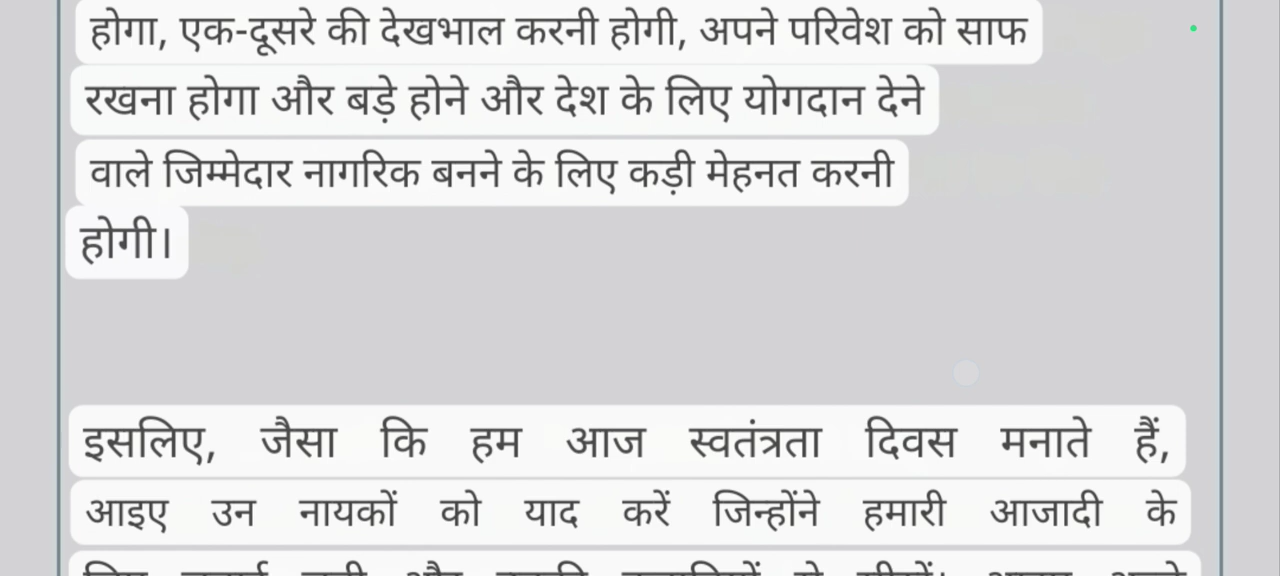 होगा, एक-दूसरे की देखभाल करनी होगी, अपने परिवेश को साफ
रखना होगा और बड़े होने और देश के लिए योगदान देने
वाले जिम्मेदार नागरिक बनने के लिए कड़ी मेहनत करनी
होगी।
इसलिए, जैसा कि हम आज स्वतंत्रता दिवस मनाते हैं,
आइए उन नायकों को याद करें जिन्होंने हमारी आजादी के